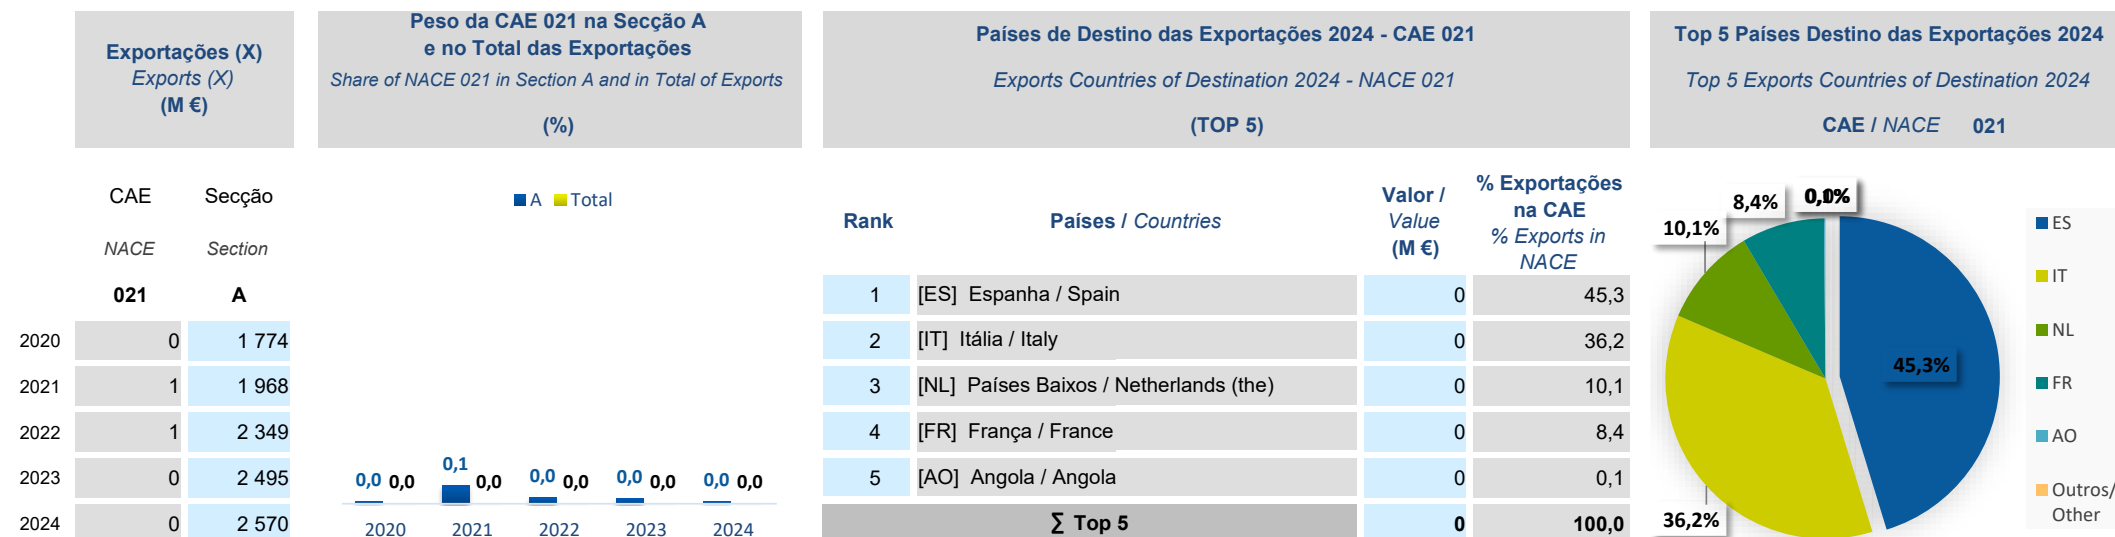 Exportações (X)
Exports (X)
(M €)
CAE Secção
NACE Section
021 A
2020 0 1 774
2021 1 1 968
2022 1 2 349
2023 0 2 495
2024 0 2 570
Peso da CAE 021 na Secção A
e no Total das Exportações
Share of NACE 021 in Section A and in Total of Exports
(%)
A Total
0,0 0,0 0,1 0,0 0,0 0,0 0,0 0,0 0,0 0,0
2020 2021 2022 2023 2024
Países de Destino das Exportações 2024 - CAE 021
Exports Countries of Destination 2024 - NACE 021
(TOP 5)
Rank Países / Countries Valor /
Value
(M €)
% Exportações
na CAE
% Exports in
NACE
1 [ES] Espanha / Spain 0 45,3
2 [IT] Itália / Italy 0 36,2
3 [NL] Países Baixos / Netherlands (the) 0 10,1
4 [FR] França / France 0 8,4
5 [AO] Angola / Angola 0 0,1
∑ Top 5 0 100,0
Top 5 Países Destino das Exportações 2024
Top 5 Exports Countries of Destination 2024
CAE / NACE 021
8,4%
10,1%
45,3%
36,2%
ES
IT
NL
FR
AO
Outros/
Other